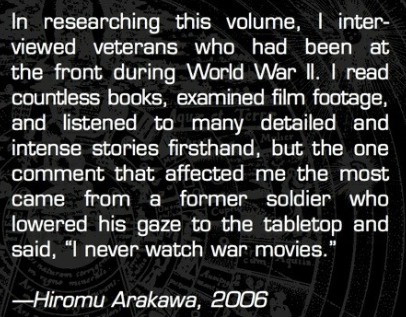 In researching this volume, I inter-
viewed veterans who had been at
the front during World War II. I read
countless books, examined film footage,
and listened to many detailed and
intense stories firsthand, but the one
comment that affected me the most
came from a former soldier who
lowered his gaze to the tabletop and
said, “I never watch war movies.”
—Hiromu Arakawa, 2006